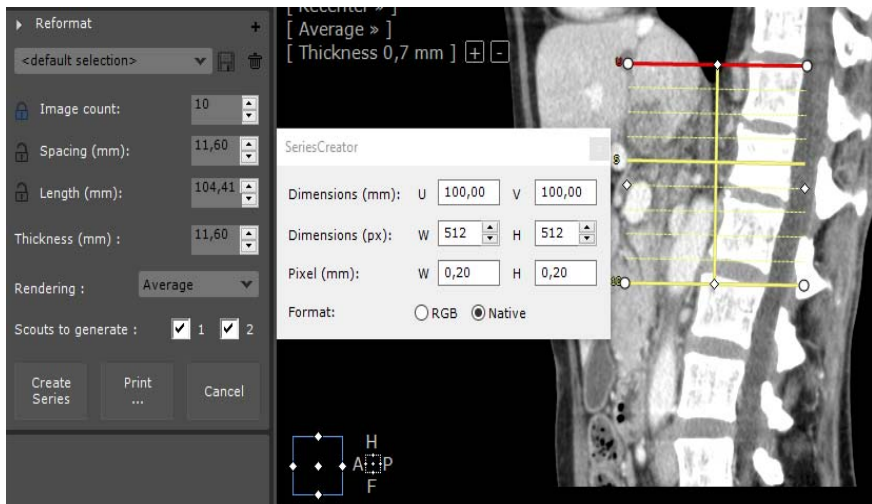 Reformat
+
<default selection>
Image count: 10
Spacing (mm): 11,60
Length (mm): 104,41
Thickness (mm) : 11,60
Rendering : Average
Scouts to generate : 1 2
Create Series
Print ...
Cancel
[ Average » ]
[ Thickness 0,7 mm ] + -
SeriesCreator
Dimensions (mm): U 100,00 V 100,00
Dimensions (px): W 512 H 512
Pixel (mm): W 0,20 H 0,20
Format: RGB Native
5
10
H
A P
F